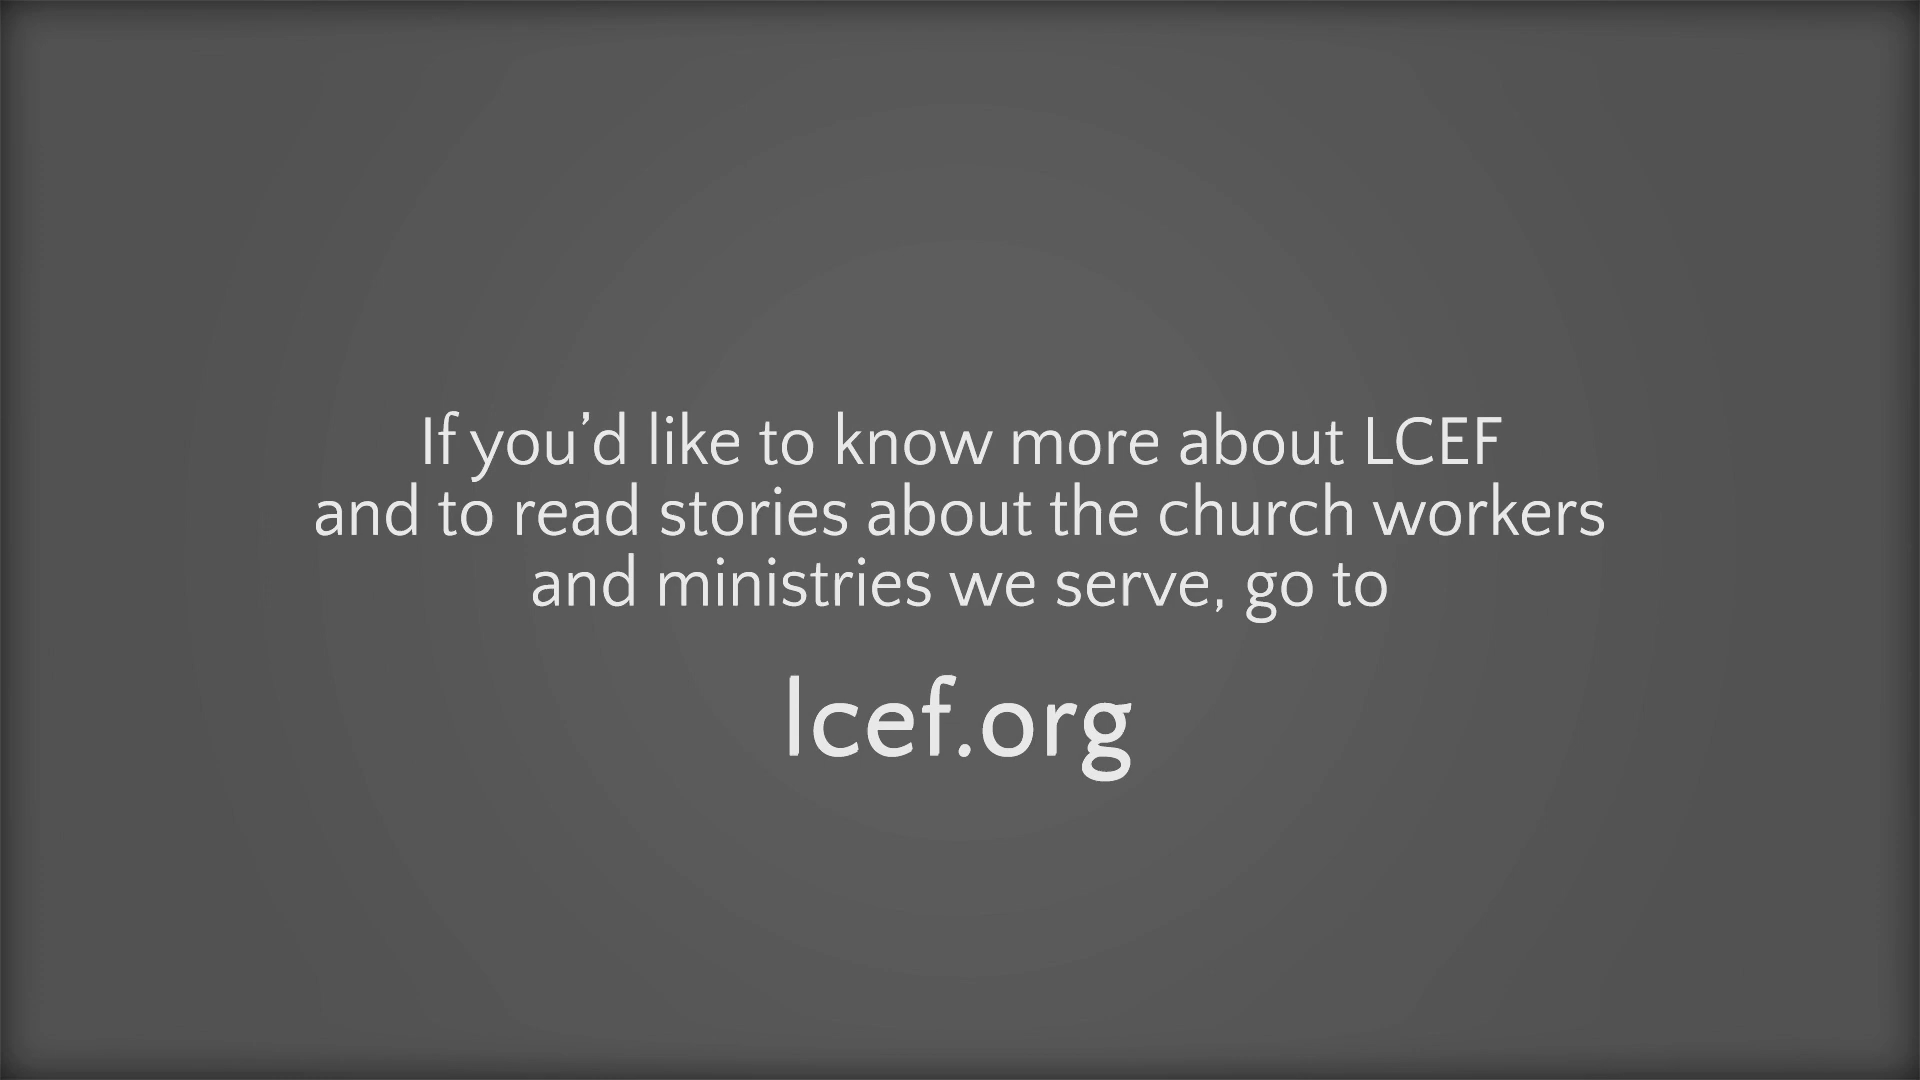 If you’d like to know more about LCEF
and to read stories about the church workers
and ministries we serve, go to
lcef.org